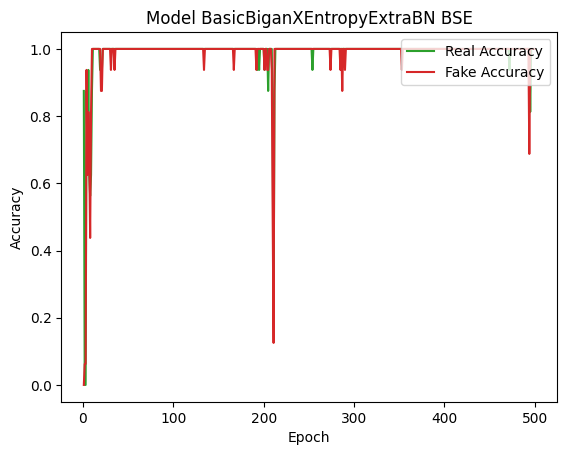 Model BasicBiganXEntropyExtraBN BSE
Real Accuracy
Fake Accuracy
Accuracy
1.0
0.8
0.6
0.4
0.2
0.0
0 100 200 300 400 500
Epoch